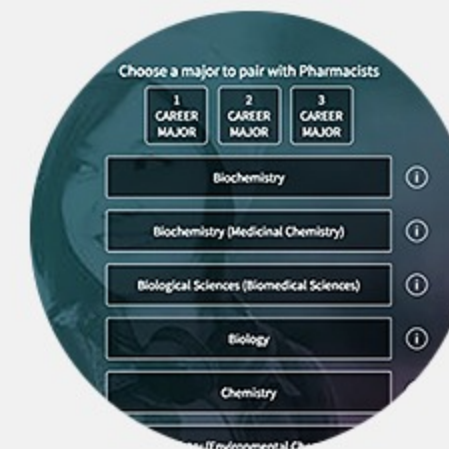 Choose a major to pair with Pharmacists
1 2 3
CAREER CAREER CAREER
MAJOR MAJOR MAJOR
Biochemistry
Biochemistry (Medicinal Chemistry)
Biological Sciences (Biomedical Sciences)
Biology
Chemistry
(Environmental